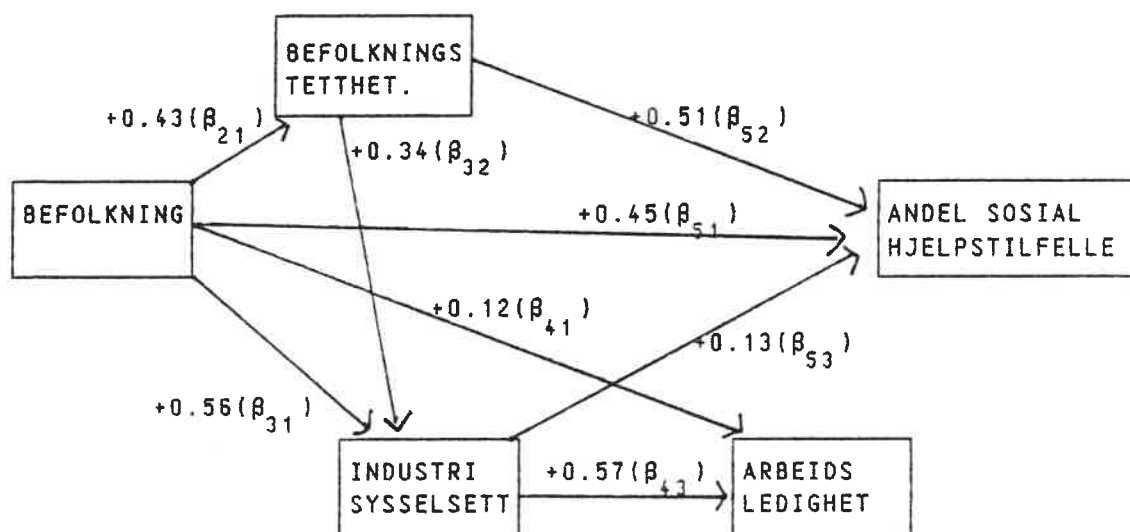 BEFOLKNINGS
TETTHET.
+0.43(β21)
+0.51(β52)
+0.34(β32)
BEFOLKNING
+0.45(β51)
ANDEL SOSIAL
HJELPSTILFELLE
+0.12(β41)
+0.13(β53)
+0.56(β31)
INDUSTRI
SYSSELSETT
+0.57(β43)
ARBEIDS
LEDIGHET